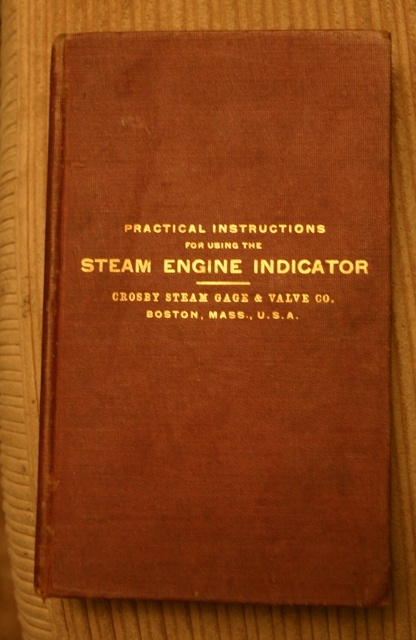 PRACTICAL INSTRUCTIONS
FOR USING THE
STEAM ENGINE INDICATOR
CROSBY STEAM GAGE & VALVE CO.
BOSTON, MASS., U.S.A.